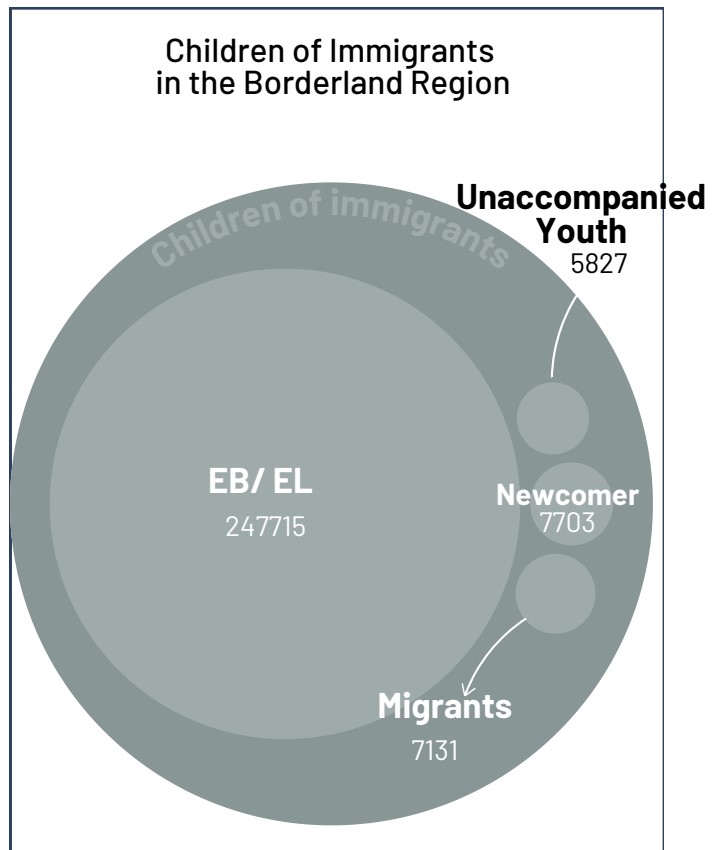 Children of Immigrants
in the Borderland Region
Unaccompanied
Youth
5827
Children of immigrants
EB/ EL
247715
Newcomer
7703
Migrants
7131